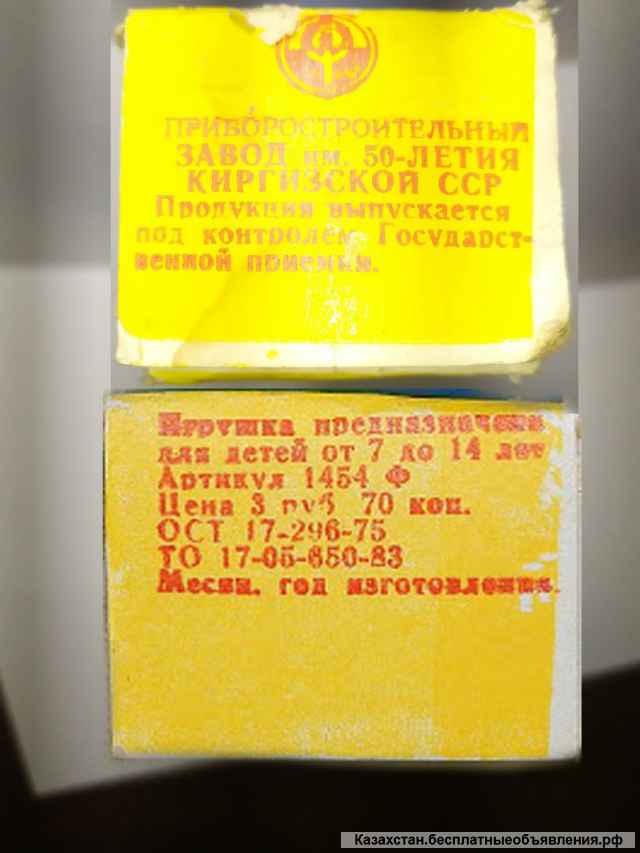 ПРИБОРОСТРОИТЕЛЬНЫЙ
ЗАВОД им. 50-ЛЕТИЯ
КИРГИЗСКОЙ ССР
Продукция выпускается
под контролем Государст-
венной приемки.
Игрушка предназначена
для детей от 7 до 14 лет
Артикул 1454 Ф
Цена 3 руб 70 коп.
ОСТ 17-296-75
ТО 17-05-650-83
Месяц, год изготовления.
Казахстан.бесплатныеобъявления.рф